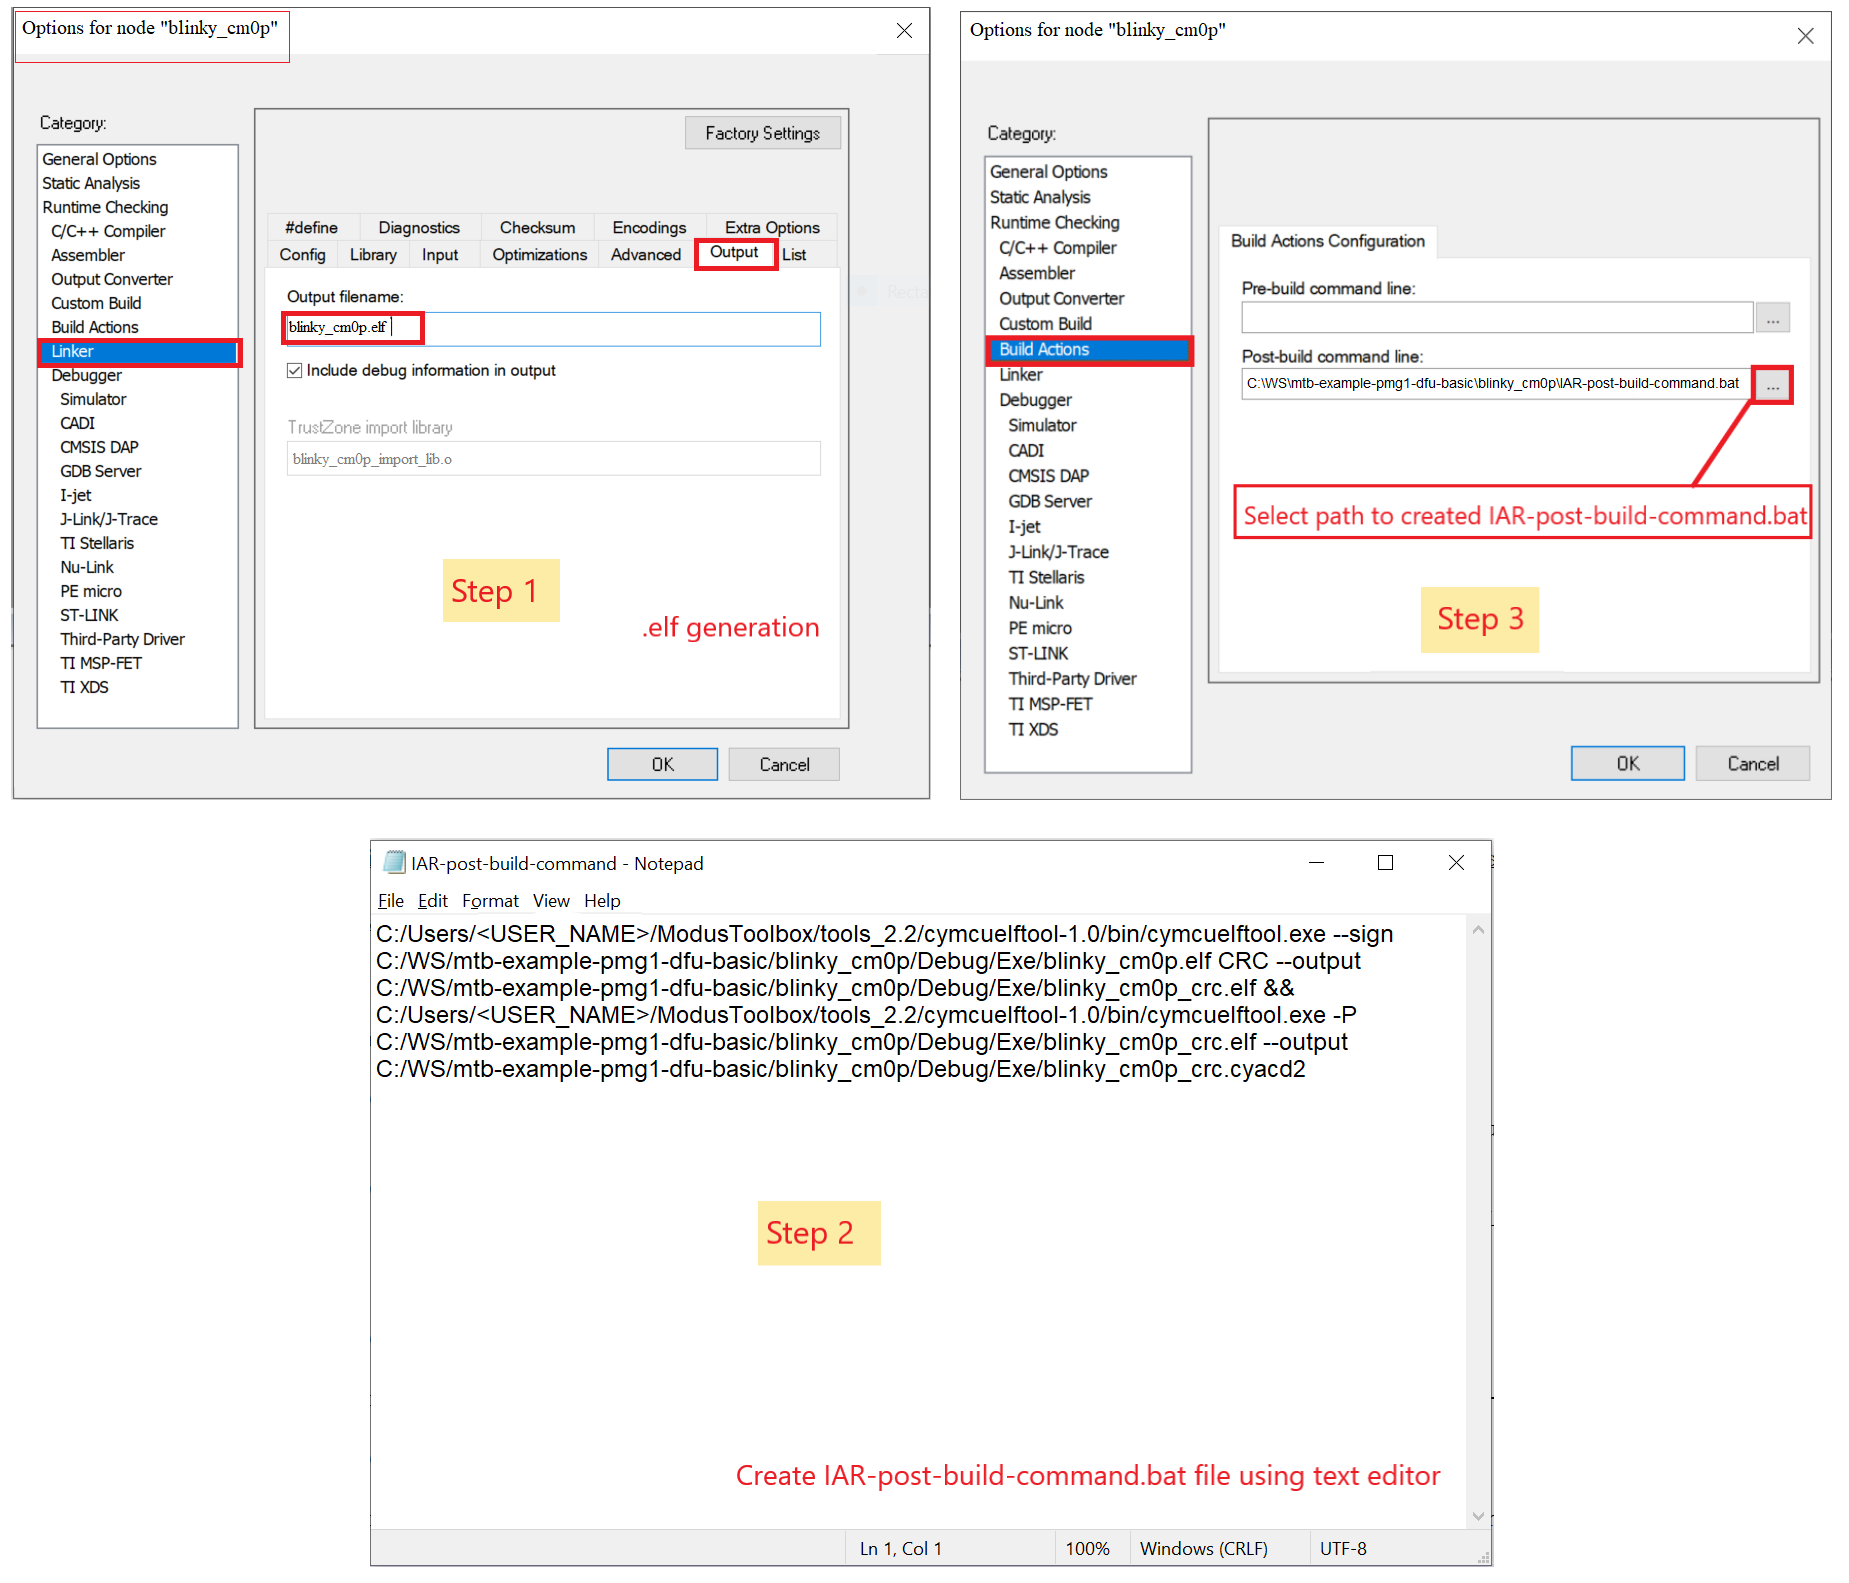 Options for node "blinky_cm0p"
Category:
General Options
Static Analysis
Runtime Checking
C/C++ Compiler
Assembler
Output Converter
Custom Build
Build Actions
Linker
Debugger
Simulator
CADI
CMSIS DAP
GDB Server
I-jet
J-Link/J-Trace
TI Stellaris
Nu-Link
PE micro
ST-LINK
Third-Party Driver
TI MSP-FET
TI XDS
Factory Settings
#define Diagnostics Checksum Encodings Extra Options
Config Library Input Optimizations Advanced Output List
Output filename:
blinky_cm0p.elf
Include debug information in output
TrustZone import library
blinky_cm0p_import_lib.o
Step 1
.elf generation
OK Cancel
Options for node "blinky_cm0p"
Category:
General Options
Static Analysis
Runtime Checking
C/C++ Compiler
Assembler
Output Converter
Custom Build
Build Actions
Linker
Debugger
Simulator
CADI
CMSIS DAP
GDB Server
I-jet
J-Link/J-Trace
TI Stellaris
Nu-Link
PE micro
ST-LINK
Third-Party Driver
TI MSP-FET
TI XDS
Build Actions Configuration
Pre-build command line:
...
Post-build command line:
C:\WS\mtb-example-pmg1-dfu-basic\blinky_cm0p\IAR-post-build-command.bat ...
Select path to created IAR-post-build-command.bat
Step 3
OK Cancel
IAR-post-build-command - Notepad
File Edit Format View Help
C:/Users/<USER_NAME>/ModusToolbox/tools_2.2/cymcuelftool-1.0/bin/cymcuelftool.exe --sign
C:/WS/mtb-example-pmg1-dfu-basic/blinky_cm0p/Debug/Exe/blinky_cm0p.elf CRC --output
C:/WS/mtb-example-pmg1-dfu-basic/blinky_cm0p/Debug/Exe/blinky_cm0p_crc.elf &&
C:/Users/<USER_NAME>/ModusToolbox/tools_2.2/cymcuelftool-1.0/bin/cymcuelftool.exe -P
C:/WS/mtb-example-pmg1-dfu-basic/blinky_cm0p/Debug/Exe/blinky_cm0p_crc.elf --output
C:/WS/mtb-example-pmg1-dfu-basic/blinky_cm0p/Debug/Exe/blinky_cm0p_crc.cyacd2
Step 2
Create IAR-post-build-command.bat file using text editor
Ln 1, Col 1 100% Windows (CRLF) UTF-8